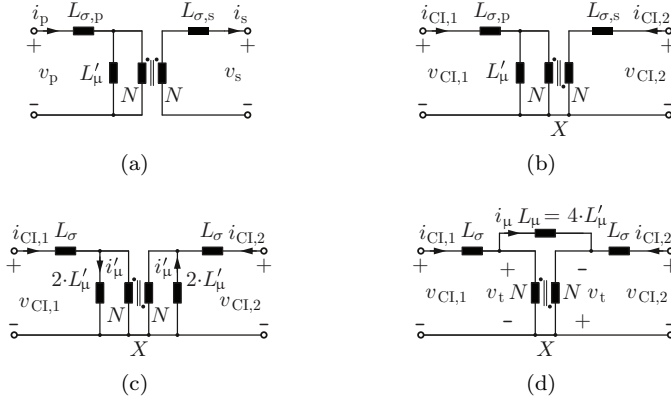 i_p L_σ,p L_σ,s i_s
+ +
v_p L'_μ N N v_s
− −
(a)
i_CI,1 L_σ,p L_σ,s i_CI,2
+ +
v_CI,1 L'_μ N N v_CI,2
− −
X
(b)
i_CI,1 L_σ L_σ i_CI,2
+ i'_μ i'_μ +
2·L'_μ 2·L'_μ
v_CI,1 N N v_CI,2
− −
X
(c)
i_μ L_μ = 4·L'_μ
i_CI,1 L_σ L_σ i_CI,2
+ + − +
v_CI,1 v_t N N v_t v_CI,2
− − + −
X
(d)